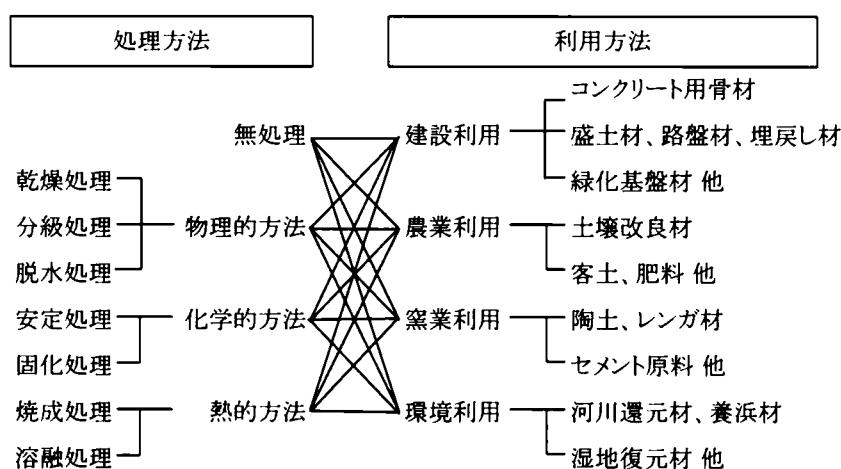 処理方法
利用方法
コンクリート用骨材
無処理
建設利用
盛土材、路盤材、埋戻し材
乾燥処理
緑化基盤材 他
分級処理
物理的方法
農業利用
土壌改良材
脱水処理
客土、肥料 他
安定処理
化学的方法
窯業利用
陶土、レンガ材
固化処理
セメント原料 他
焼成処理
熱的方法
環境利用
河川還元材、養浜材
溶融処理
湿地復元材 他